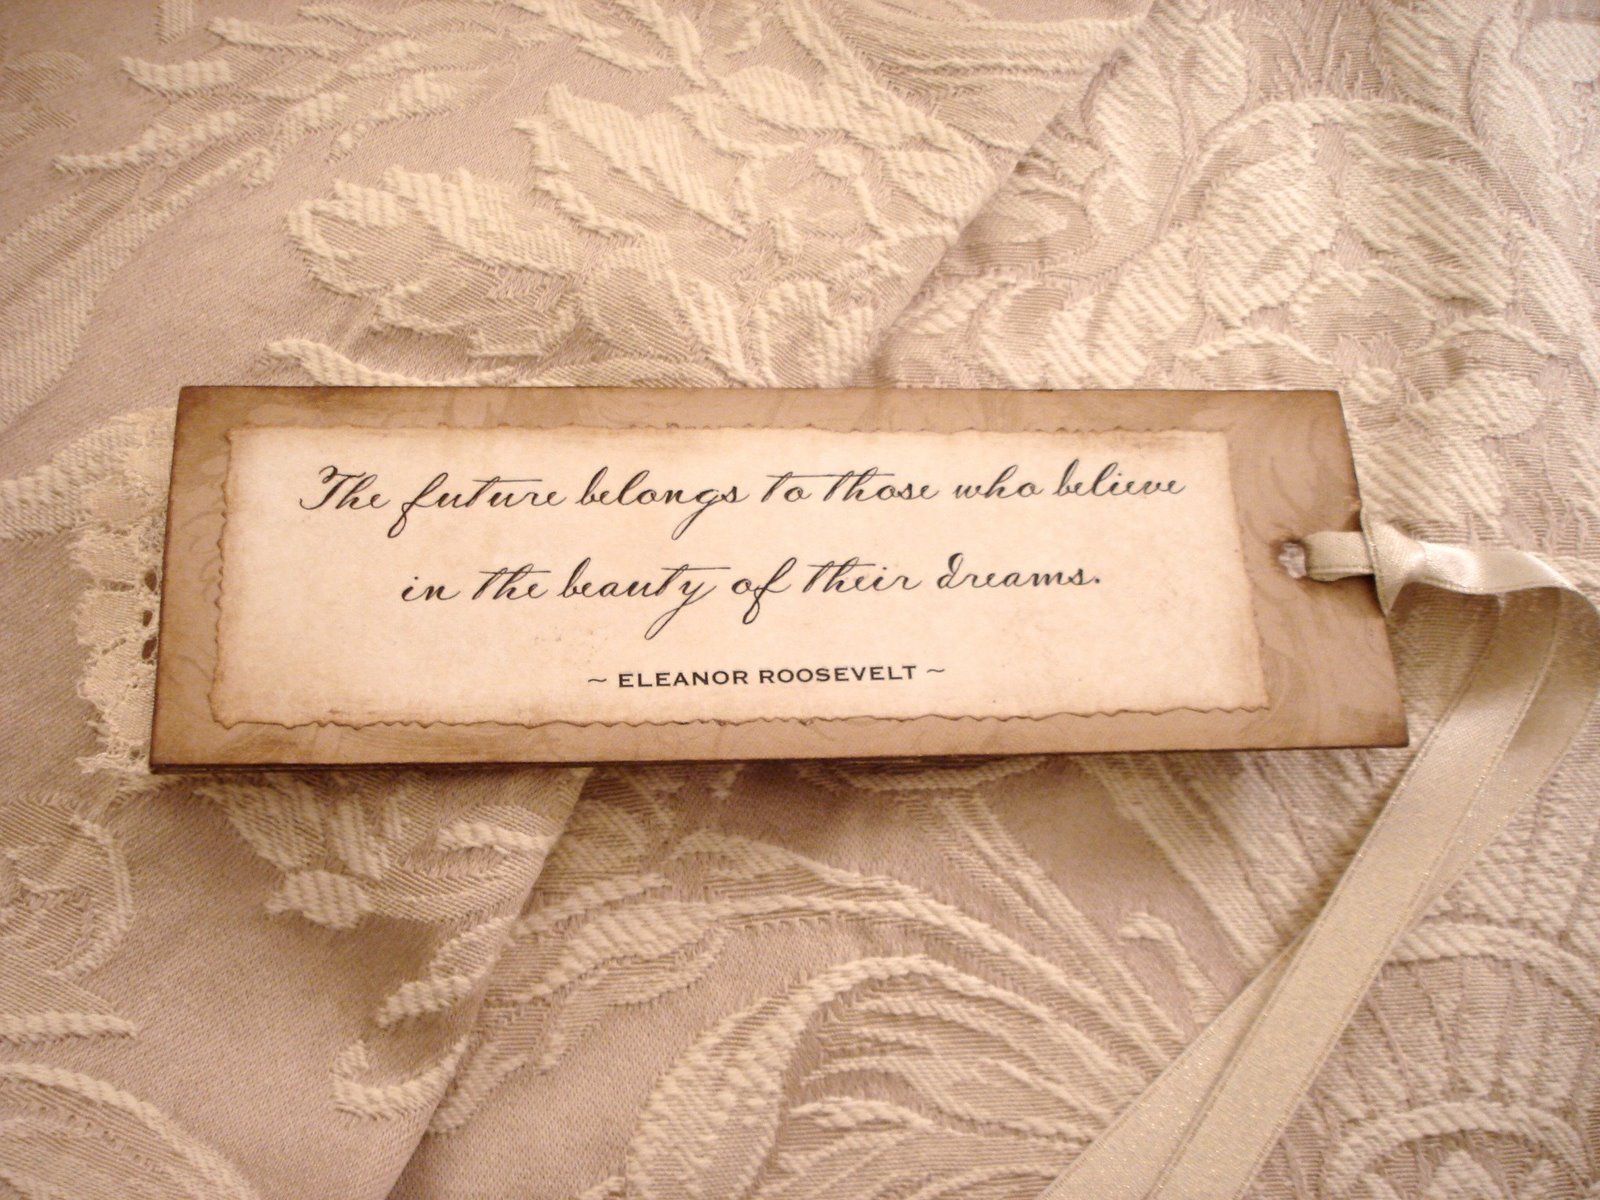 The future belongs to those who believe
in the beauty of their dreams.
~ ELEANOR ROOSEVELT ~